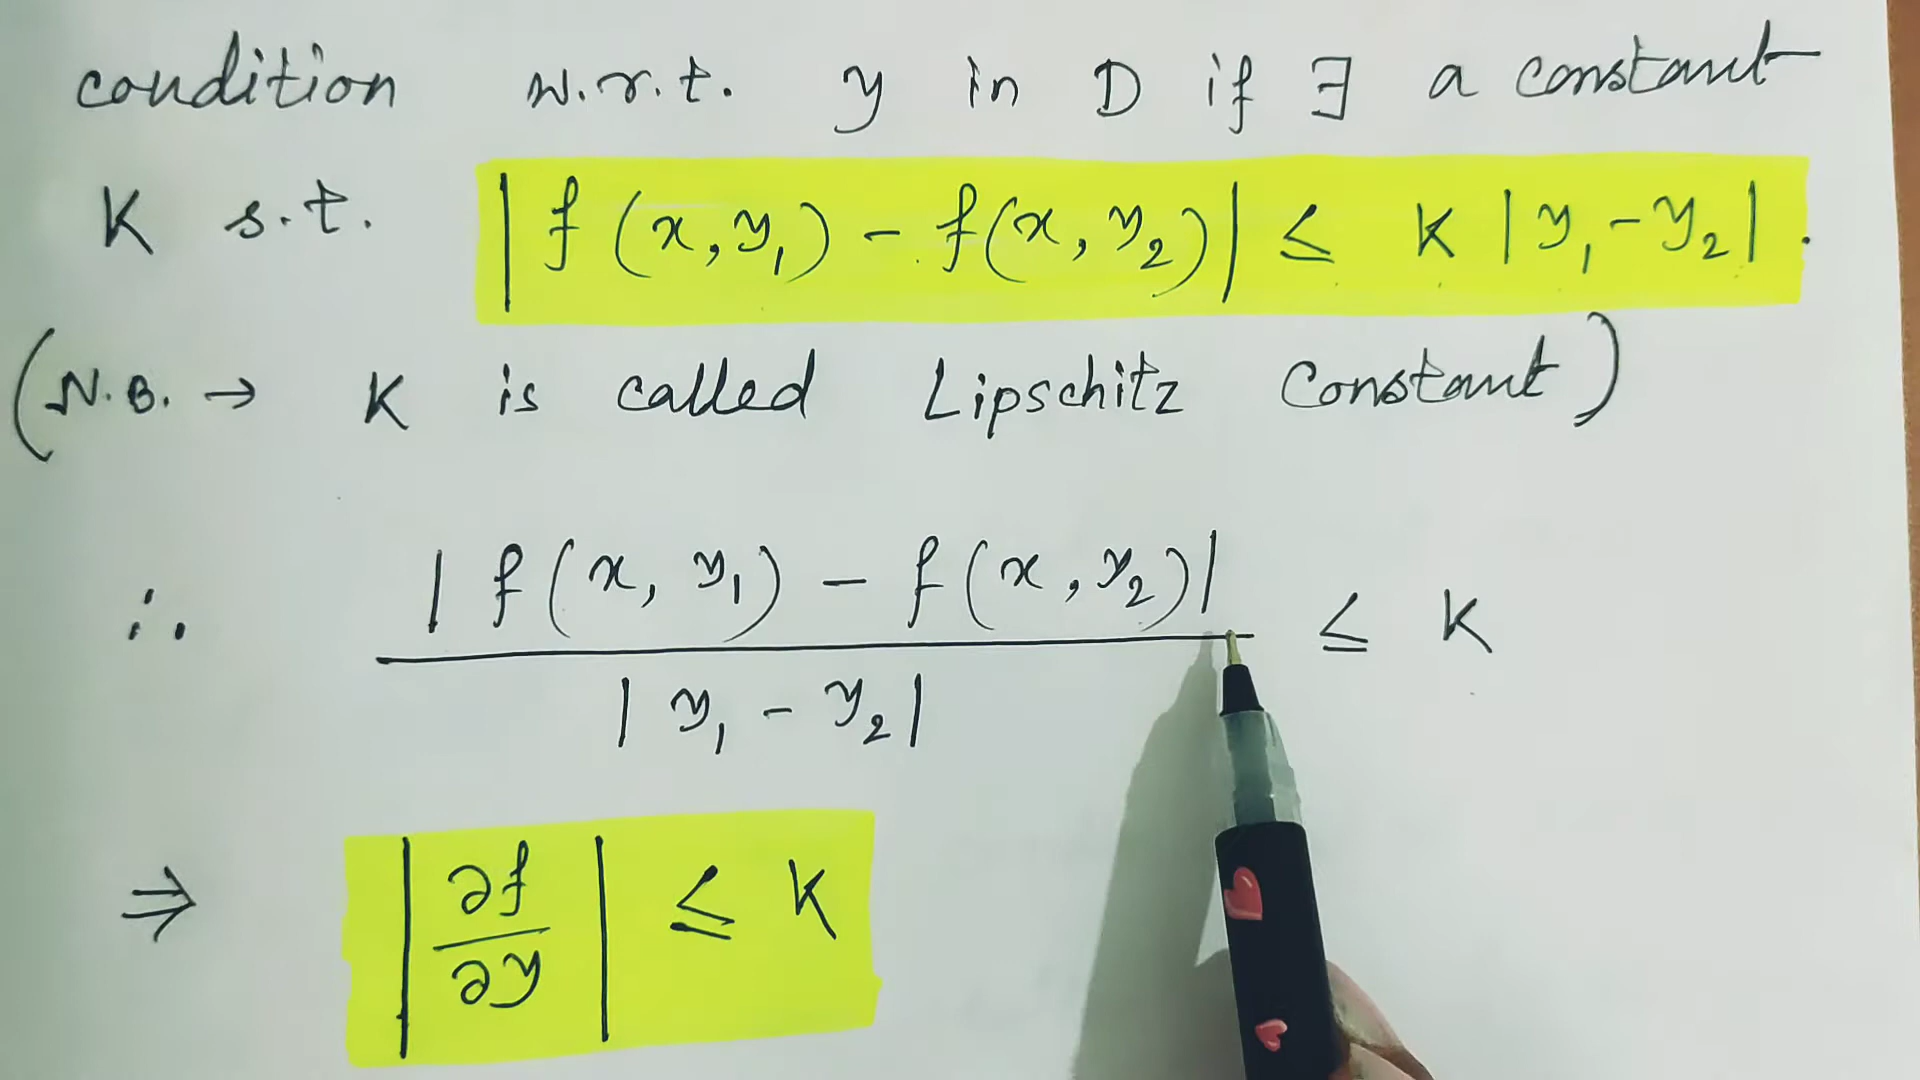 condition w.r.t. y in D if ∃ a constant
K s.t. |f(x, y₁) - f(x, y₂)| ≤ K |y₁ - y₂|.
(N.B. → K is called Lipschitz Constant)
∴ |f(x, y₁) - f(x, y₂)| / |y₁ - y₂| ≤ K
⇒ |∂f/∂y| ≤ K